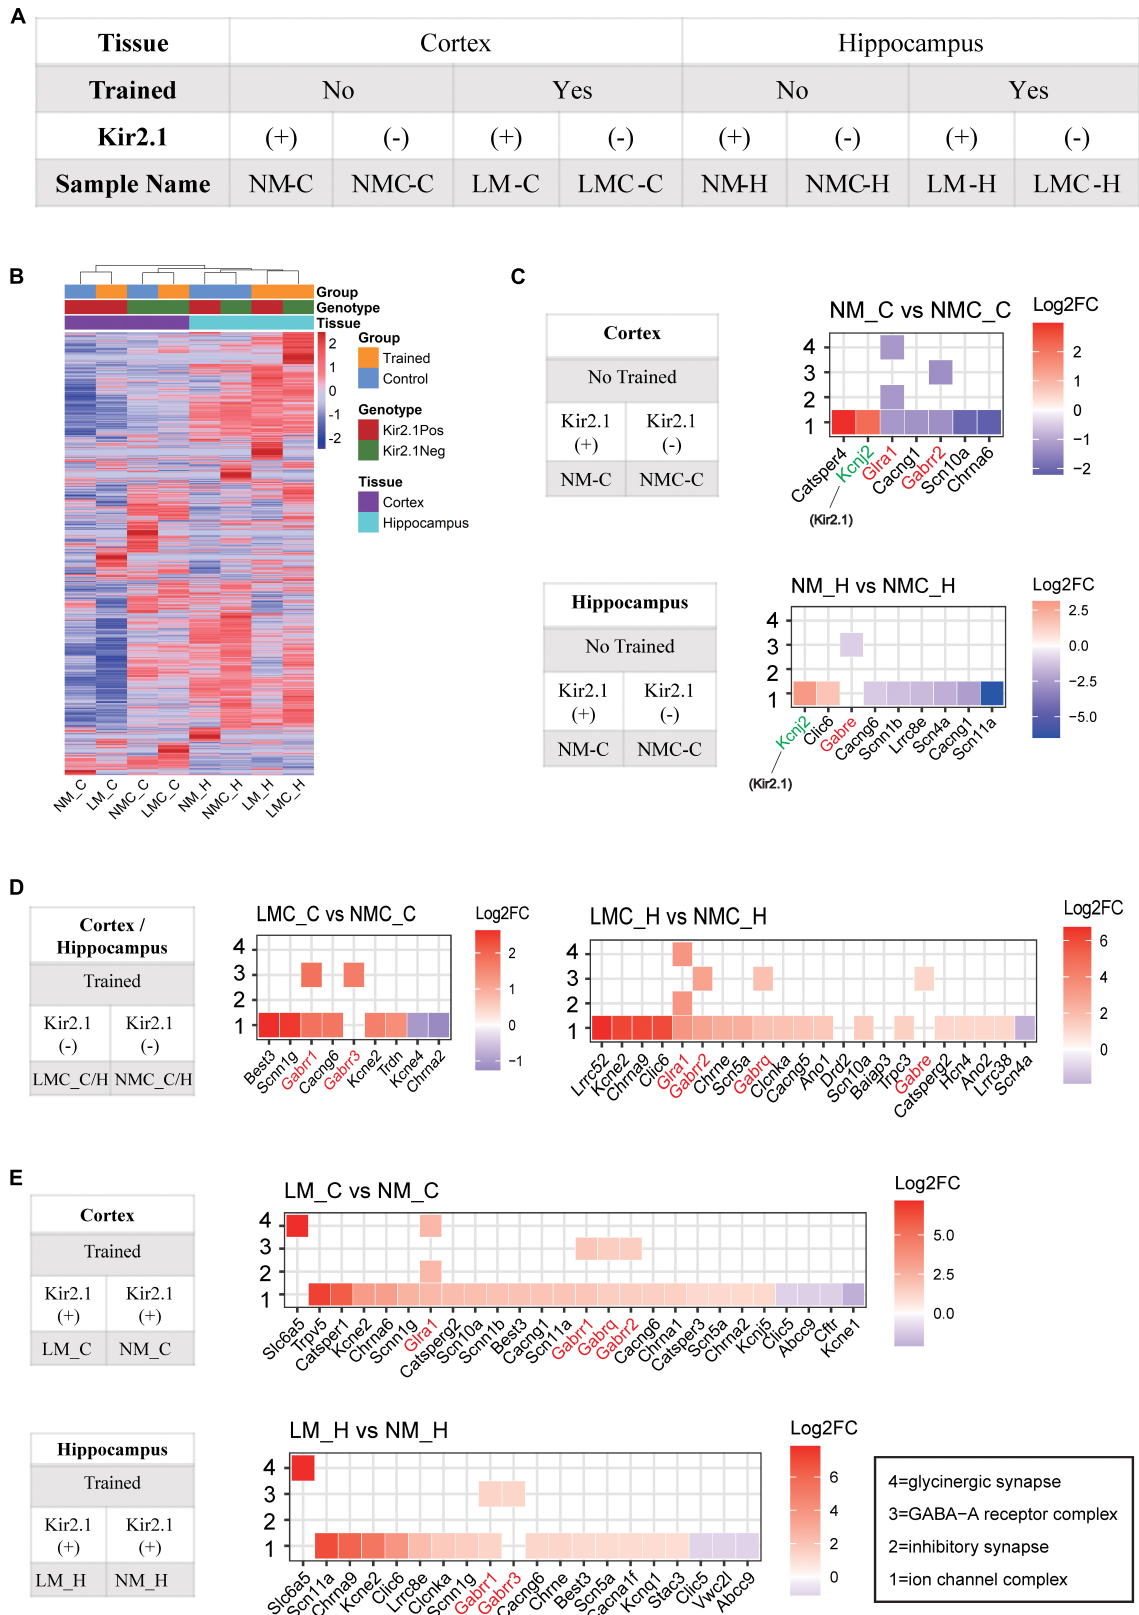 A
Tissue Cortex Hippocampus
Trained No Yes No Yes
Kir2.1 (+) (-) (+) (-) (+) (-) (+) (-)
Sample Name NM-C NMC-C LM-C LMC-C NM-H NMC-H LM-H LMC-H
B
Group
Genotype
Tissue
2
1
0
-1
-2
Group
Trained
Control
Genotype
Kir2.1Pos
Kir2.1Neg
Tissue
Cortex
Hippocampus
NM_C LM_C NMC_C LMC_C NM_H NMC_H LM_H LMC_H
C
Cortex
No Trained
Kir2.1 (+) Kir2.1 (-)
NM-C NMC-C
NM_C vs NMC_C
4
3
2
1
Catsper4 Kcnj2 Glra1 Cacng1 Gabrr2 Scn10a Chrna6
(Kir2.1)
Log2FC
2
1
0
−1
−2
Hippocampus
No Trained
Kir2.1 (+) Kir2.1 (-)
NM-C NMC-C
NM_H vs NMC_H
4
3
2
1
Kcnj2 Clic6 Gabre Cacng6 Scnn1b Lrrc8e Scn4a Cacng1 Scn11a
(Kir2.1)
Log2FC
2.5
0.0
−2.5
−5.0
D
Cortex /
Hippocampus
Trained
Kir2.1 (-) Kir2.1 (-)
LMC_C/H NMC_C/H
LMC_C vs NMC_C
4
3
2
1
Best3 Scnn1g Gabrr1 Cacng6 Gabrr3 Kcne2 Trdn Kcne4 Chrna2
Log2FC
2
1
0
−1
LMC_H vs NMC_H
4
3
2
1
Lrrc52 Kcne2 Chrna9 Clic6 Glra1 Gabrr2 Chrne Scn5a Gabrq Clcnka Cacng5 Ano1 Drd2 Scn10a Baiap3 Trpc3 Gabre Catsperg2 Hcn4 Ano2 Lrrc38 Scn4a
Log2FC
6
4
2
0
E
Cortex
Trained
Kir2.1 (+) Kir2.1 (+)
LM_C NM_C
LM_C vs NM_C
4
3
2
1
Slc6a5 Trpv5 Catsper1 Kcne2 Chrna6 Scnn1g Glra1 Catsperg2 Scn10a Scnn1b Best3 Cacng1 Scn11a Gabrr1 Gabrq Gabrr2 Cacng6 Chrna1 Catsper3 Scn5a Chrna2 Kcnj5 Clic5 Abcc9 Cftr Kcne1
Log2FC
5.0
2.5
0.0
Hippocampus
Trained
Kir2.1 (+) Kir2.1 (+)
LM_H NM_H
LM_H vs NM_H
4
3
2
1
Slc6a5 Scn11a Chrna9 Kcne2 Clic6 Lrrc8e Clcnka Scnn1g Gabrr1 Gabrr3 Cacng6 Chrne Best3 Scn5a Cacna1f Kcnq1 Stac3 Clic5 Vwc2l Abcc9
Log2FC
6
4
2
0
4=glycinergic synapse
3=GABA−A receptor complex
2=inhibitory synapse
1=ion channel complex